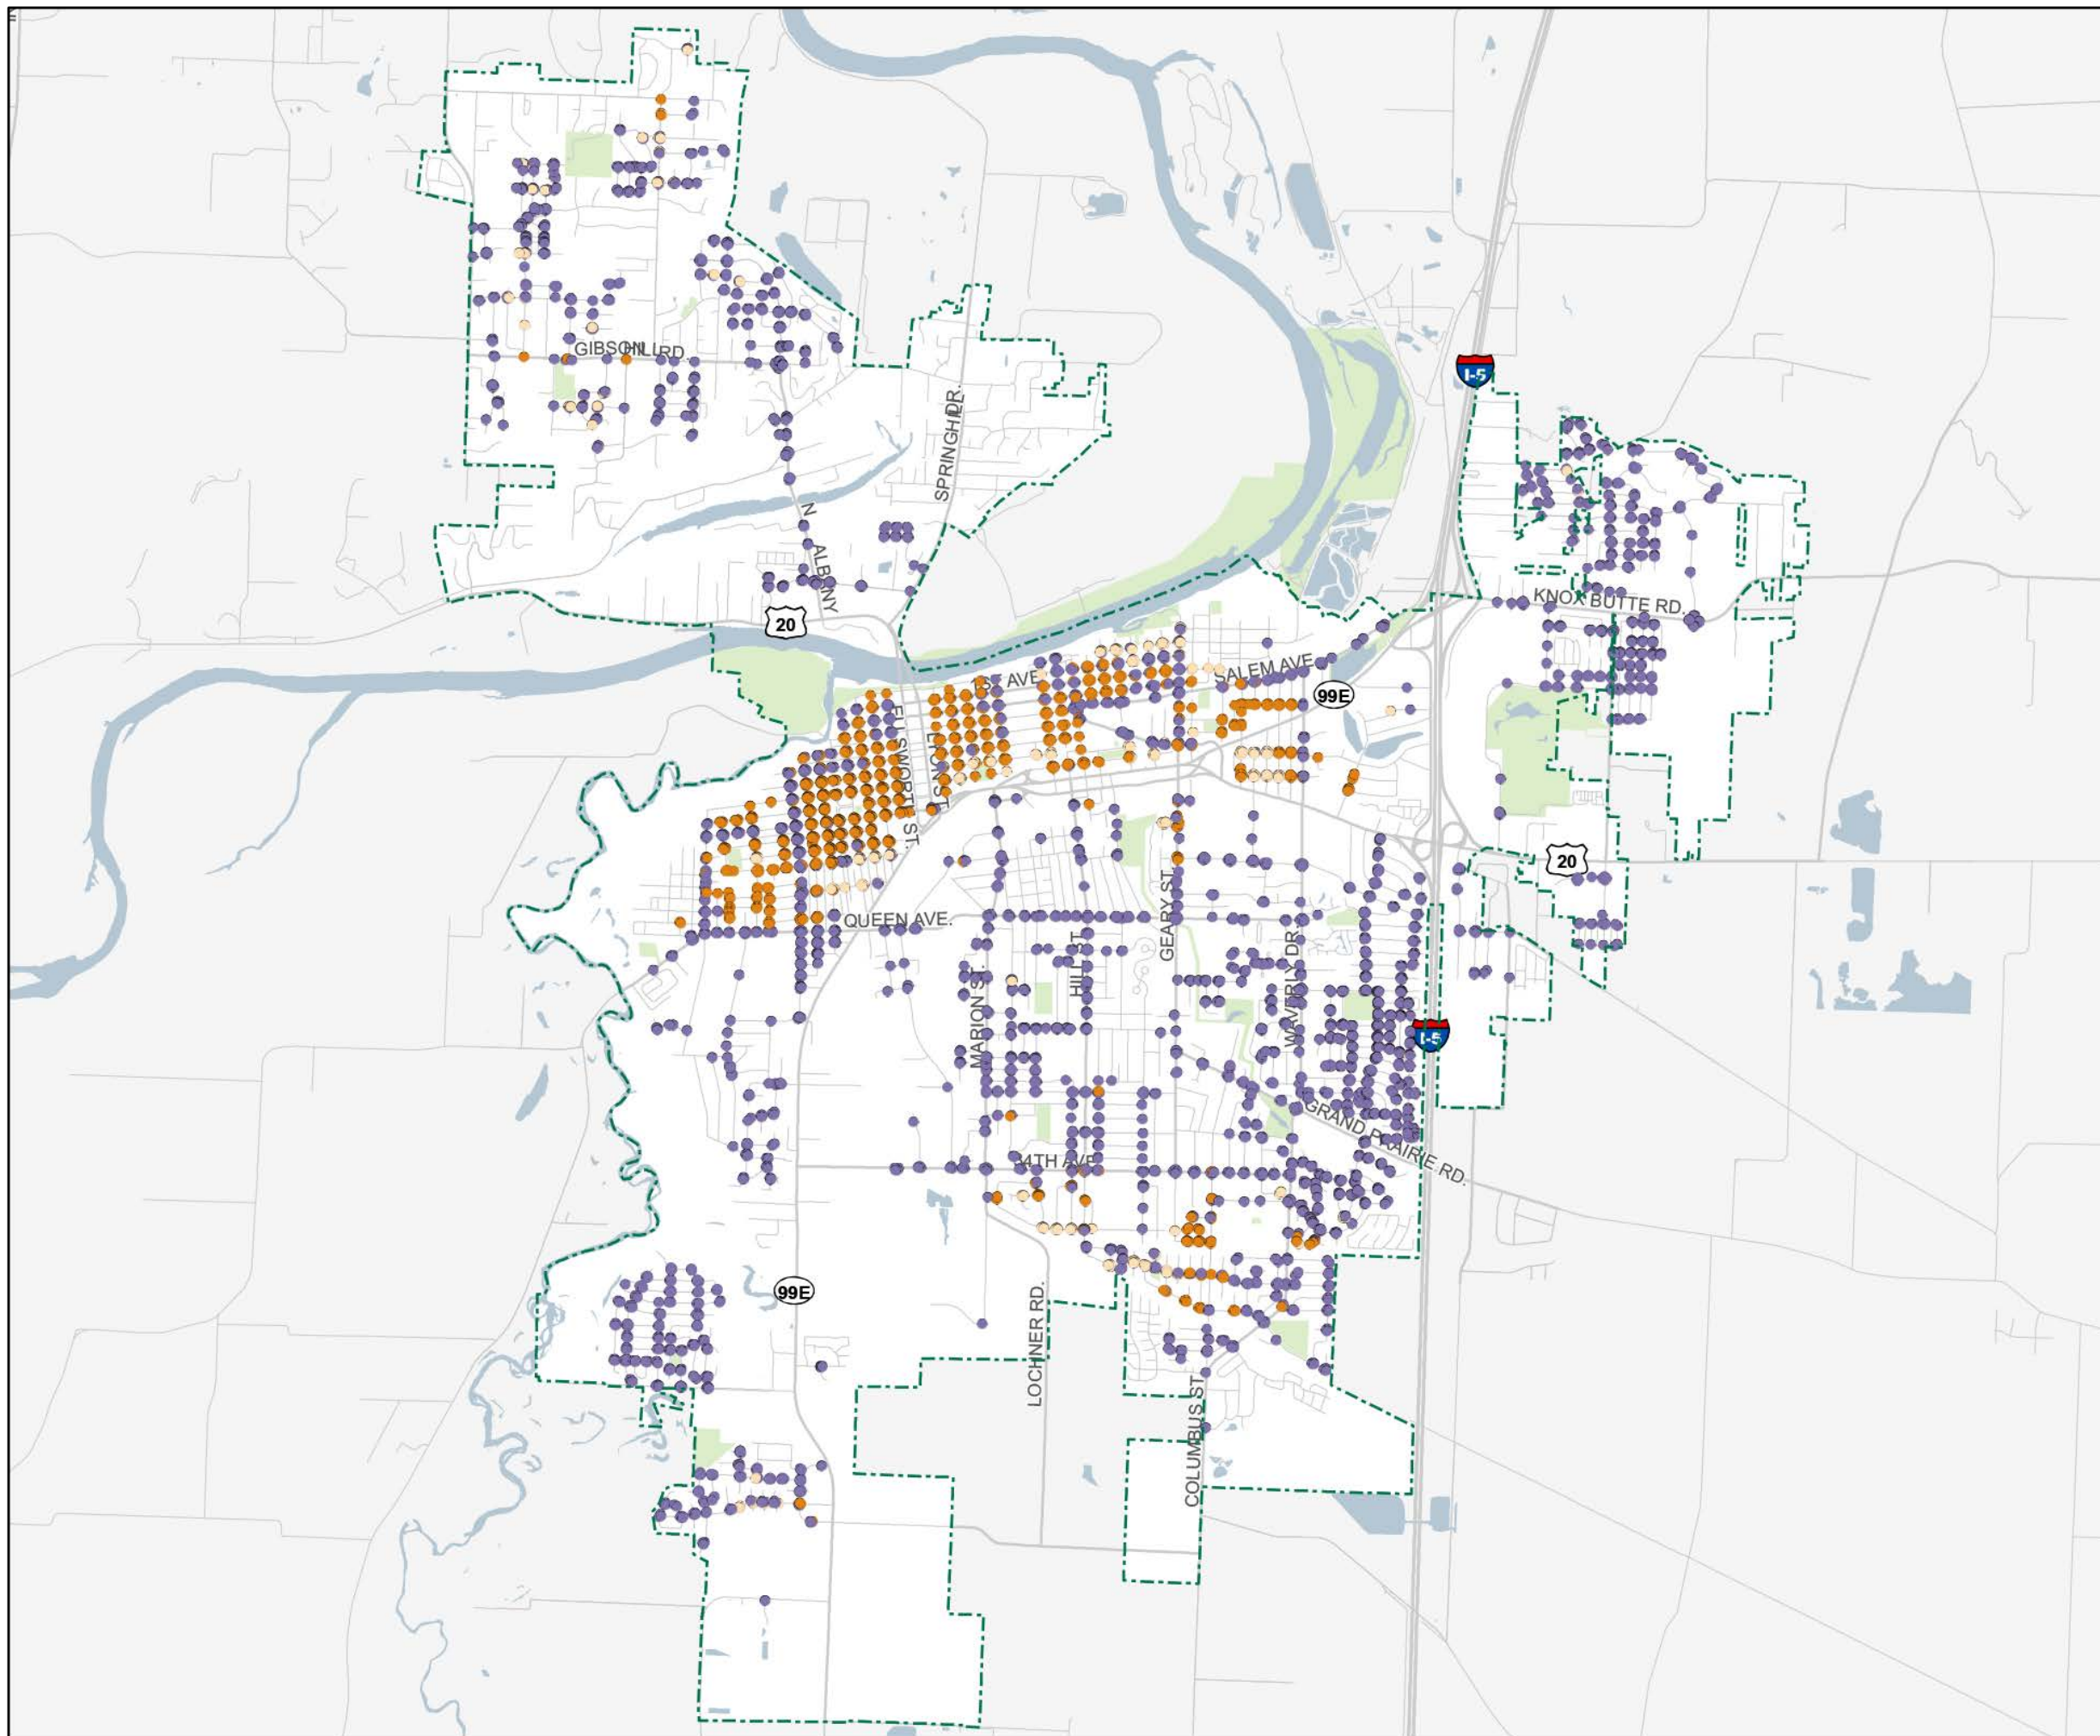 I-5
GIBSON HILL RD.
SPRINGHILL DR.
N ALBANY
20
KNOX BUTTE RD.
1ST AVE
SALEM AVE.
99E
ELLSWORTH ST.
LYON ST.
20
QUEEN AVE.
GEARY ST.
WAVERLY DR.
HILL ST.
MARION ST.
I-5
GRAND PRAIRIE RD.
34TH AVE
99E
LOCHNER RD.
COLUMBUS ST.